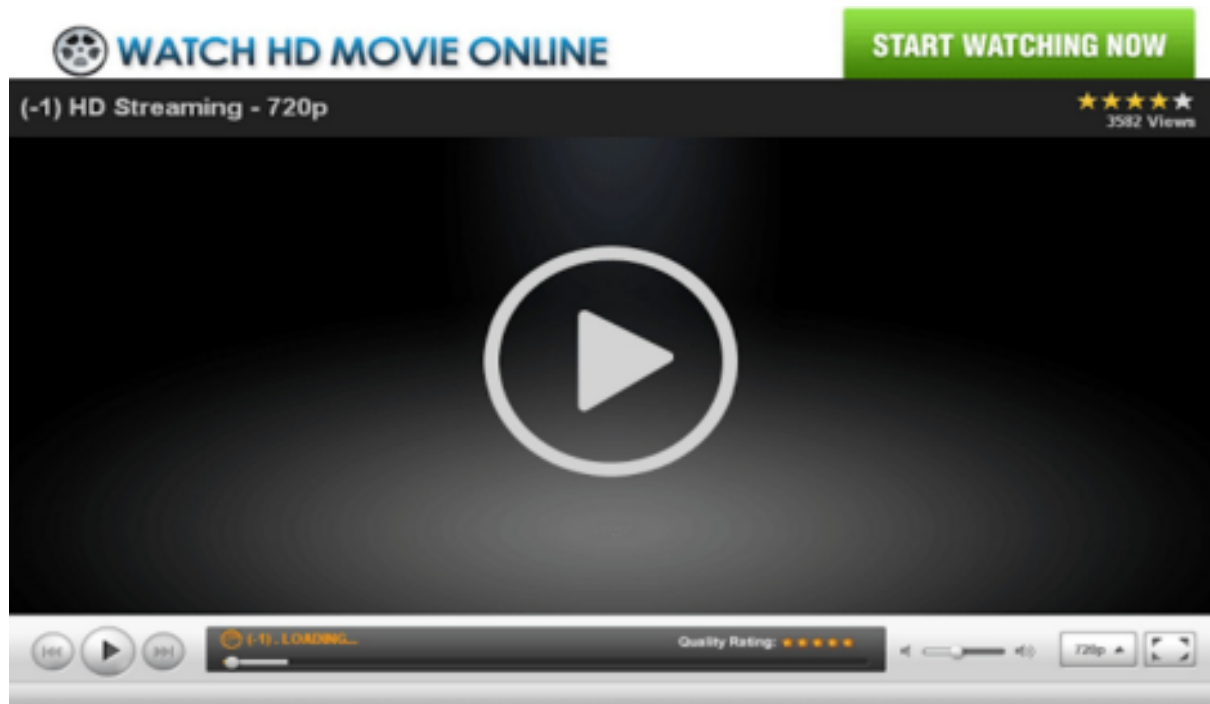 WATCH HD MOVIE ONLINE
START WATCHING NOW
(-1) HD Streaming - 720p
3582 Views
(-1) . LOADING...
Quality Rating:
720p